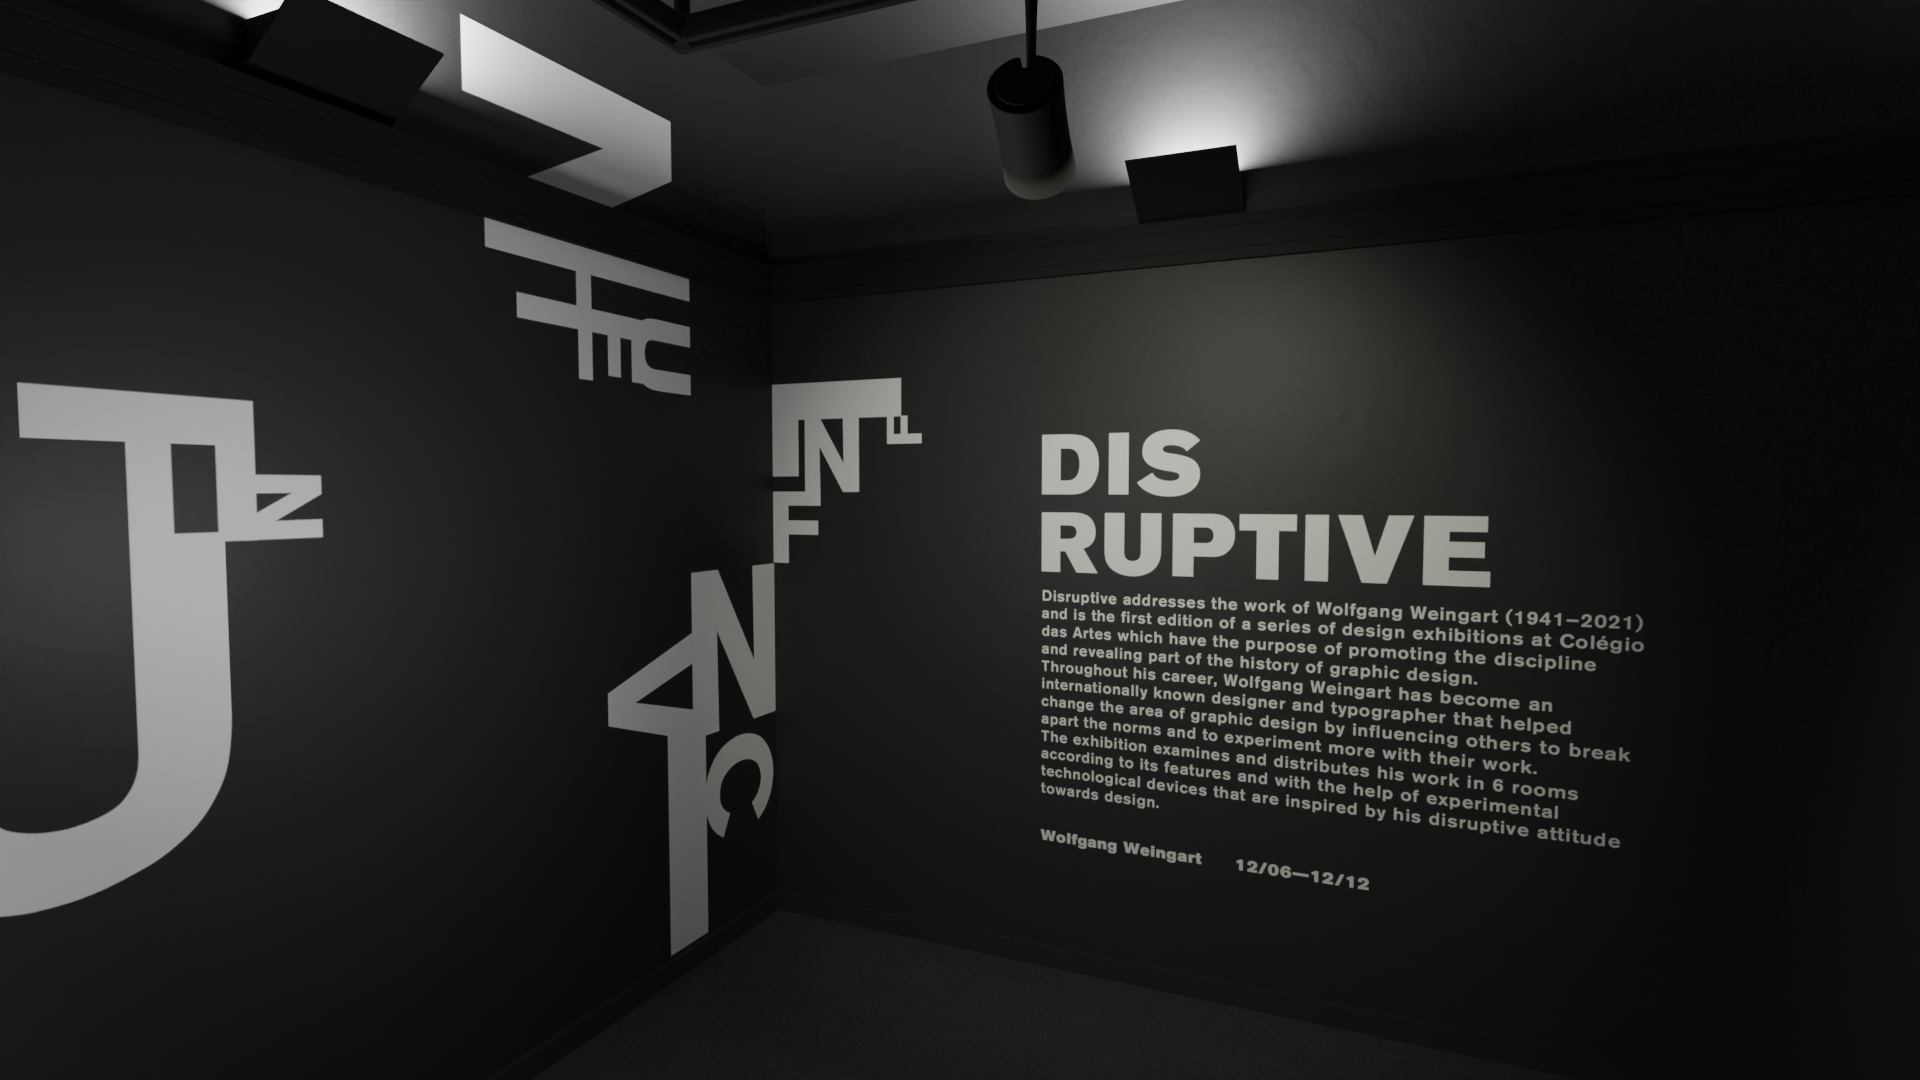 DIS
RUPTIVE
Disruptive addresses the work of Wolfgang Weingart (1941–2021)
and is the first edition of a series of design exhibitions at Colégio
das Artes which have the purpose of promoting the discipline
and revealing part of the history of graphic design.
Throughout his career, Wolfgang Weingart has become an
internationally known designer and typographer that helped
change the area of graphic design by influencing others to break
apart the norms and to experiment more with their work.
The exhibition examines and distributes his work in 6 rooms
according to its features and with the help of experimental
technological devices that are inspired by his disruptive attitude
towards design.
Wolfgang Weingart 12/06—12/12